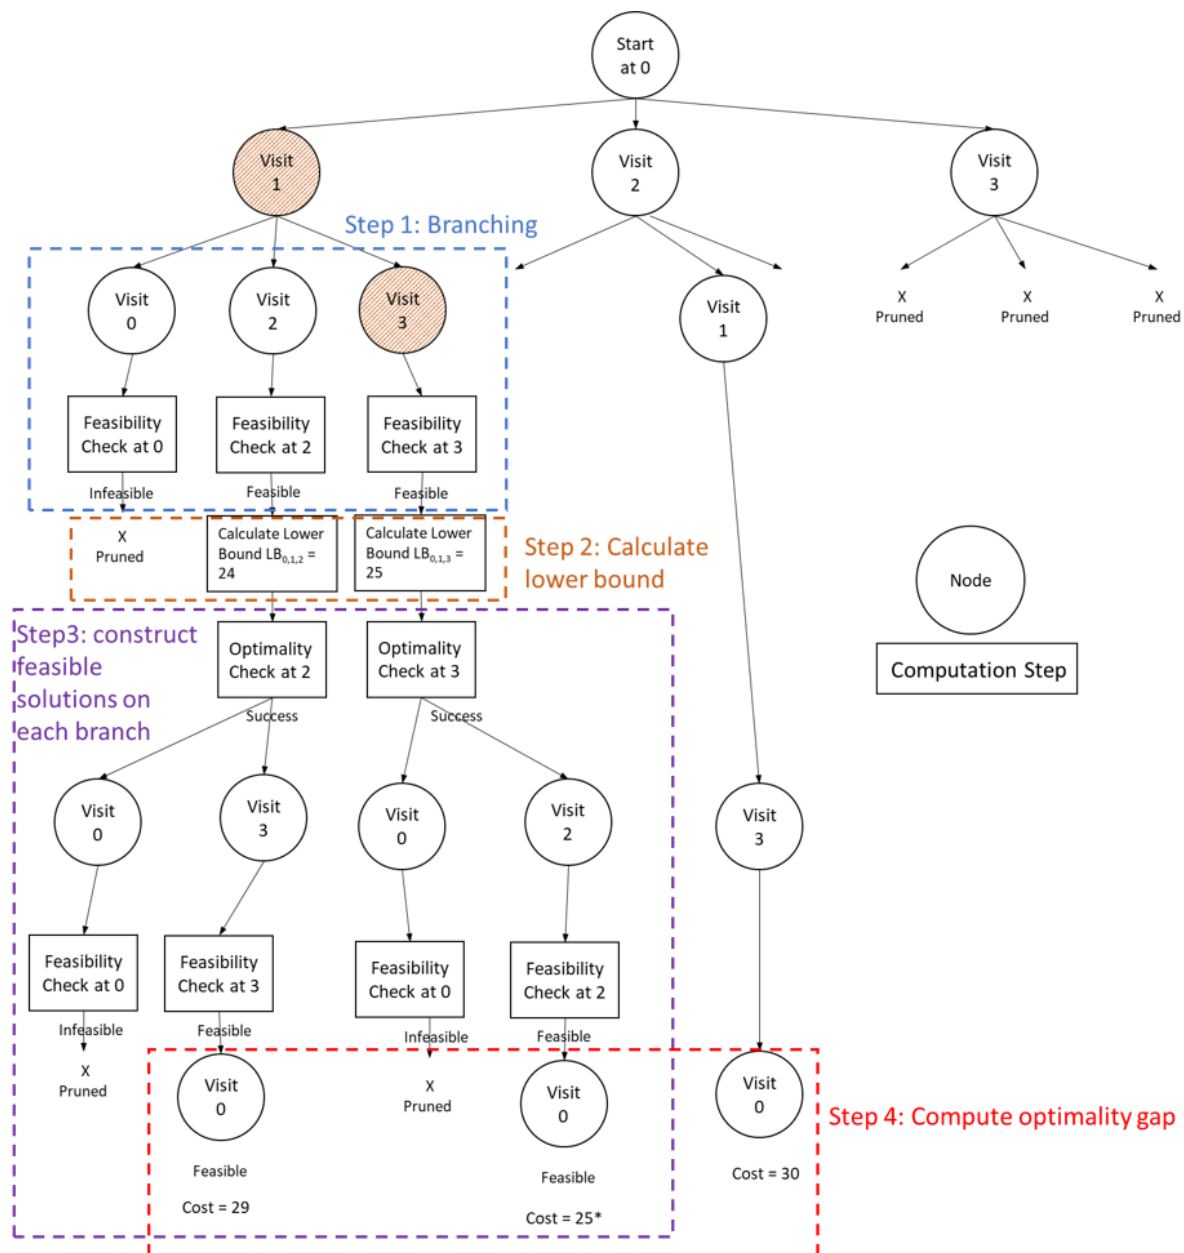 Start
at 0
Visit
1
Visit
2
Visit
3
Step 1: Branching
Visit
0
Visit
2
Visit
3
Visit
1
X
Pruned
X
Pruned
X
Pruned
Feasibility
Check at 0
Feasibility
Check at 2
Feasibility
Check at 3
Infeasible
Feasible
Feasible
X
Pruned
Calculate Lower
Bound LB0,1,2 =
24
Calculate Lower
Bound LB0,1,3 =
25
Step 2: Calculate
lower bound
Node
Computation Step
Step3: construct
feasible
solutions on
each branch
Optimality
Check at 2
Optimality
Check at 3
Success
Success
Visit
0
Visit
3
Visit
0
Visit
2
Visit
3
Feasibility
Check at 0
Feasibility
Check at 3
Feasibility
Check at 0
Feasibility
Check at 2
Infeasible
Feasible
Infeasible
Feasible
X
Pruned
Visit
0
X
Pruned
Visit
0
Visit
0
Step 4: Compute optimality gap
Feasible
Cost = 29
Feasible
Cost = 25*
Cost = 30